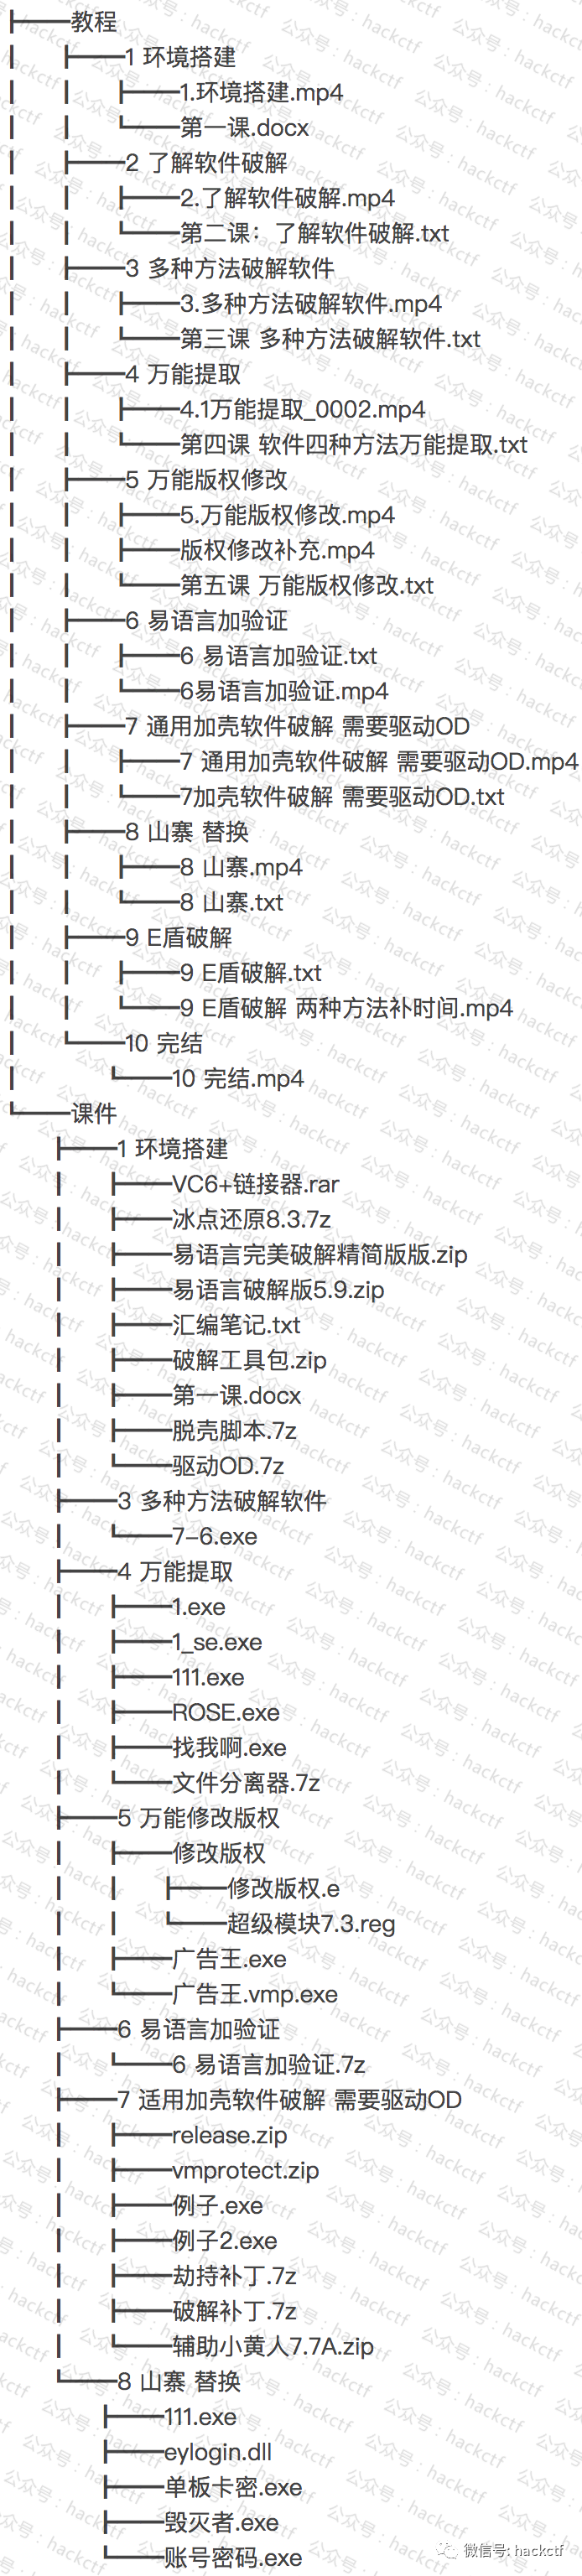 教程
1 环境搭建
1.环境搭建.mp4
第一课.docx
2 了解软件破解
2.了解软件破解.mp4
第二课：了解软件破解.txt
3 多种方法破解软件
3.多种方法破解软件.mp4
第三课 多种方法破解软件.txt
4 万能提取
4.1万能提取_0002.mp4
第四课 软件四种方法万能提取.txt
5 万能版权修改
5.万能版权修改.mp4
版权修改补充.mp4
第五课 万能版权修改.txt
6 易语言加验证
6 易语言加验证.txt
6易语言加验证.mp4
7 通用加壳软件破解 需要驱动OD
7 通用加壳软件破解 需要驱动OD.mp4
7加壳软件破解 需要驱动OD.txt
8 山寨 替换
8 山寨.mp4
8 山寨.txt
9 E盾破解
9 E盾破解.txt
9 E盾破解 两种方法补时间.mp4
10 完结
10 完结.mp4
课件
1 环境搭建
VC6+链接器.rar
冰点还原8.3.7z
易语言完美破解精简版版.zip
易语言破解版5.9.zip
汇编笔记.txt
破解工具包.zip
第一课.docx
脱壳脚本.7z
驱动OD.7z
3 多种方法破解软件
7-6.exe
4 万能提取
1.exe
1_se.exe
111.exe
ROSE.exe
找我啊.exe
文件分离器.7z
5 万能修改版权
修改版权
修改版权.e
超级模块7.3.reg
广告王.exe
广告王.vmp.exe
6 易语言加验证
6 易语言加验证.7z
7 适用加壳软件破解 需要驱动OD
release.zip
vmprotect.zip
例子.exe
例子2.exe
劫持补丁.7z
破解补丁.7z
辅助小黄人7.7A.zip
8 山寨 替换
111.exe
eylogin.dll
单板卡密.exe
毁灭者.exe
账号密码.exe
微信号: hackctf
公众号：hackctf